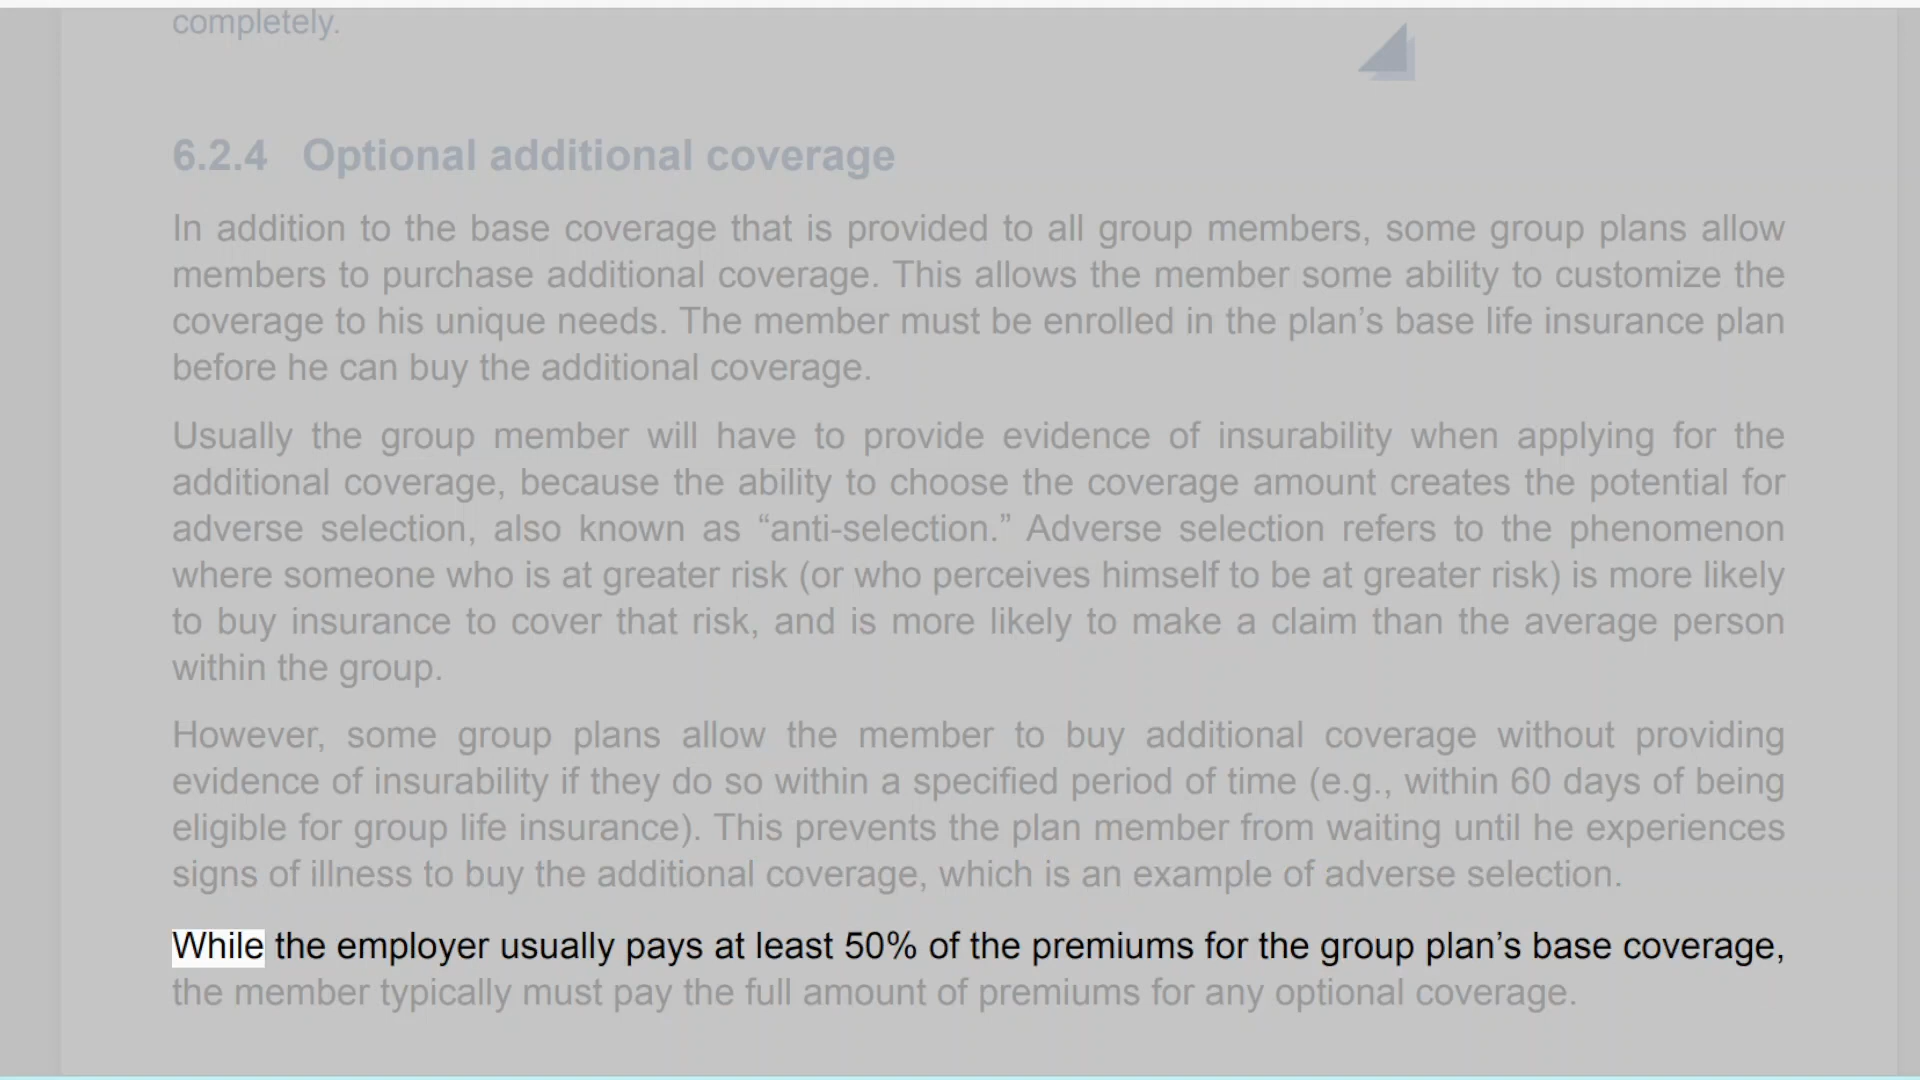 completely.
6.2.4 Optional additional coverage
In addition to the base coverage that is provided to all group members, some group plans allow
members to purchase additional coverage. This allows the member some ability to customize the
coverage to his unique needs. The member must be enrolled in the plan’s base life insurance plan
before he can buy the additional coverage.
Usually the group member will have to provide evidence of insurability when applying for the
additional coverage, because the ability to choose the coverage amount creates the potential for
adverse selection, also known as “anti-selection.” Adverse selection refers to the phenomenon
where someone who is at greater risk (or who perceives himself to be at greater risk) is more likely
to buy insurance to cover that risk, and is more likely to make a claim than the average person
within the group.
However, some group plans allow the member to buy additional coverage without providing
evidence of insurability if they do so within a specified period of time (e.g., within 60 days of being
eligible for group life insurance). This prevents the plan member from waiting until he experiences
signs of illness to buy the additional coverage, which is an example of adverse selection.
While the employer usually pays at least 50% of the premiums for the group plan’s base coverage,
the member typically must pay the full amount of premiums for any optional coverage.